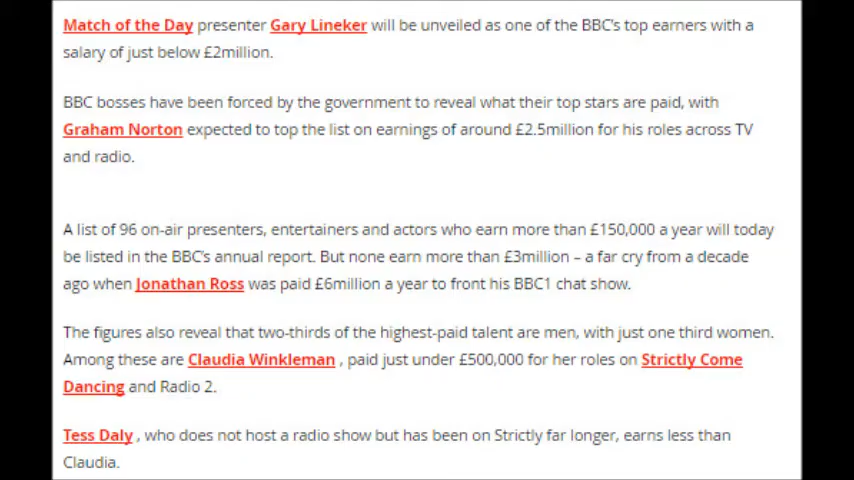 Match of the Day presenter Gary Lineker will be unveiled as one of the BBC's top earners with a
salary of just below £2million.
BBC bosses have been forced by the government to reveal what their top stars are paid, with
Graham Norton expected to top the list on earnings of around £2.5million for his roles across TV
and radio.
A list of 96 on-air presenters, entertainers and actors who earn more than £150,000 a year will today
be listed in the BBC's annual report. But none earn more than £3million – a far cry from a decade
ago when Jonathan Ross was paid £6million a year to front his BBC1 chat show.
The figures also reveal that two-thirds of the highest-paid talent are men, with just one third women.
Among these are Claudia Winkleman , paid just under £500,000 for her roles on Strictly Come
Dancing and Radio 2.
Tess Daly , who does not host a radio show but has been on Strictly far longer, earns less than
Claudia.